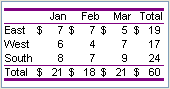 Jan Feb Mar Total
East $ 7 $ 7 $ 5 $ 19
West 6 4 7 17
South 8 7 9 24
Total $ 21 $ 18 $ 21 $ 60